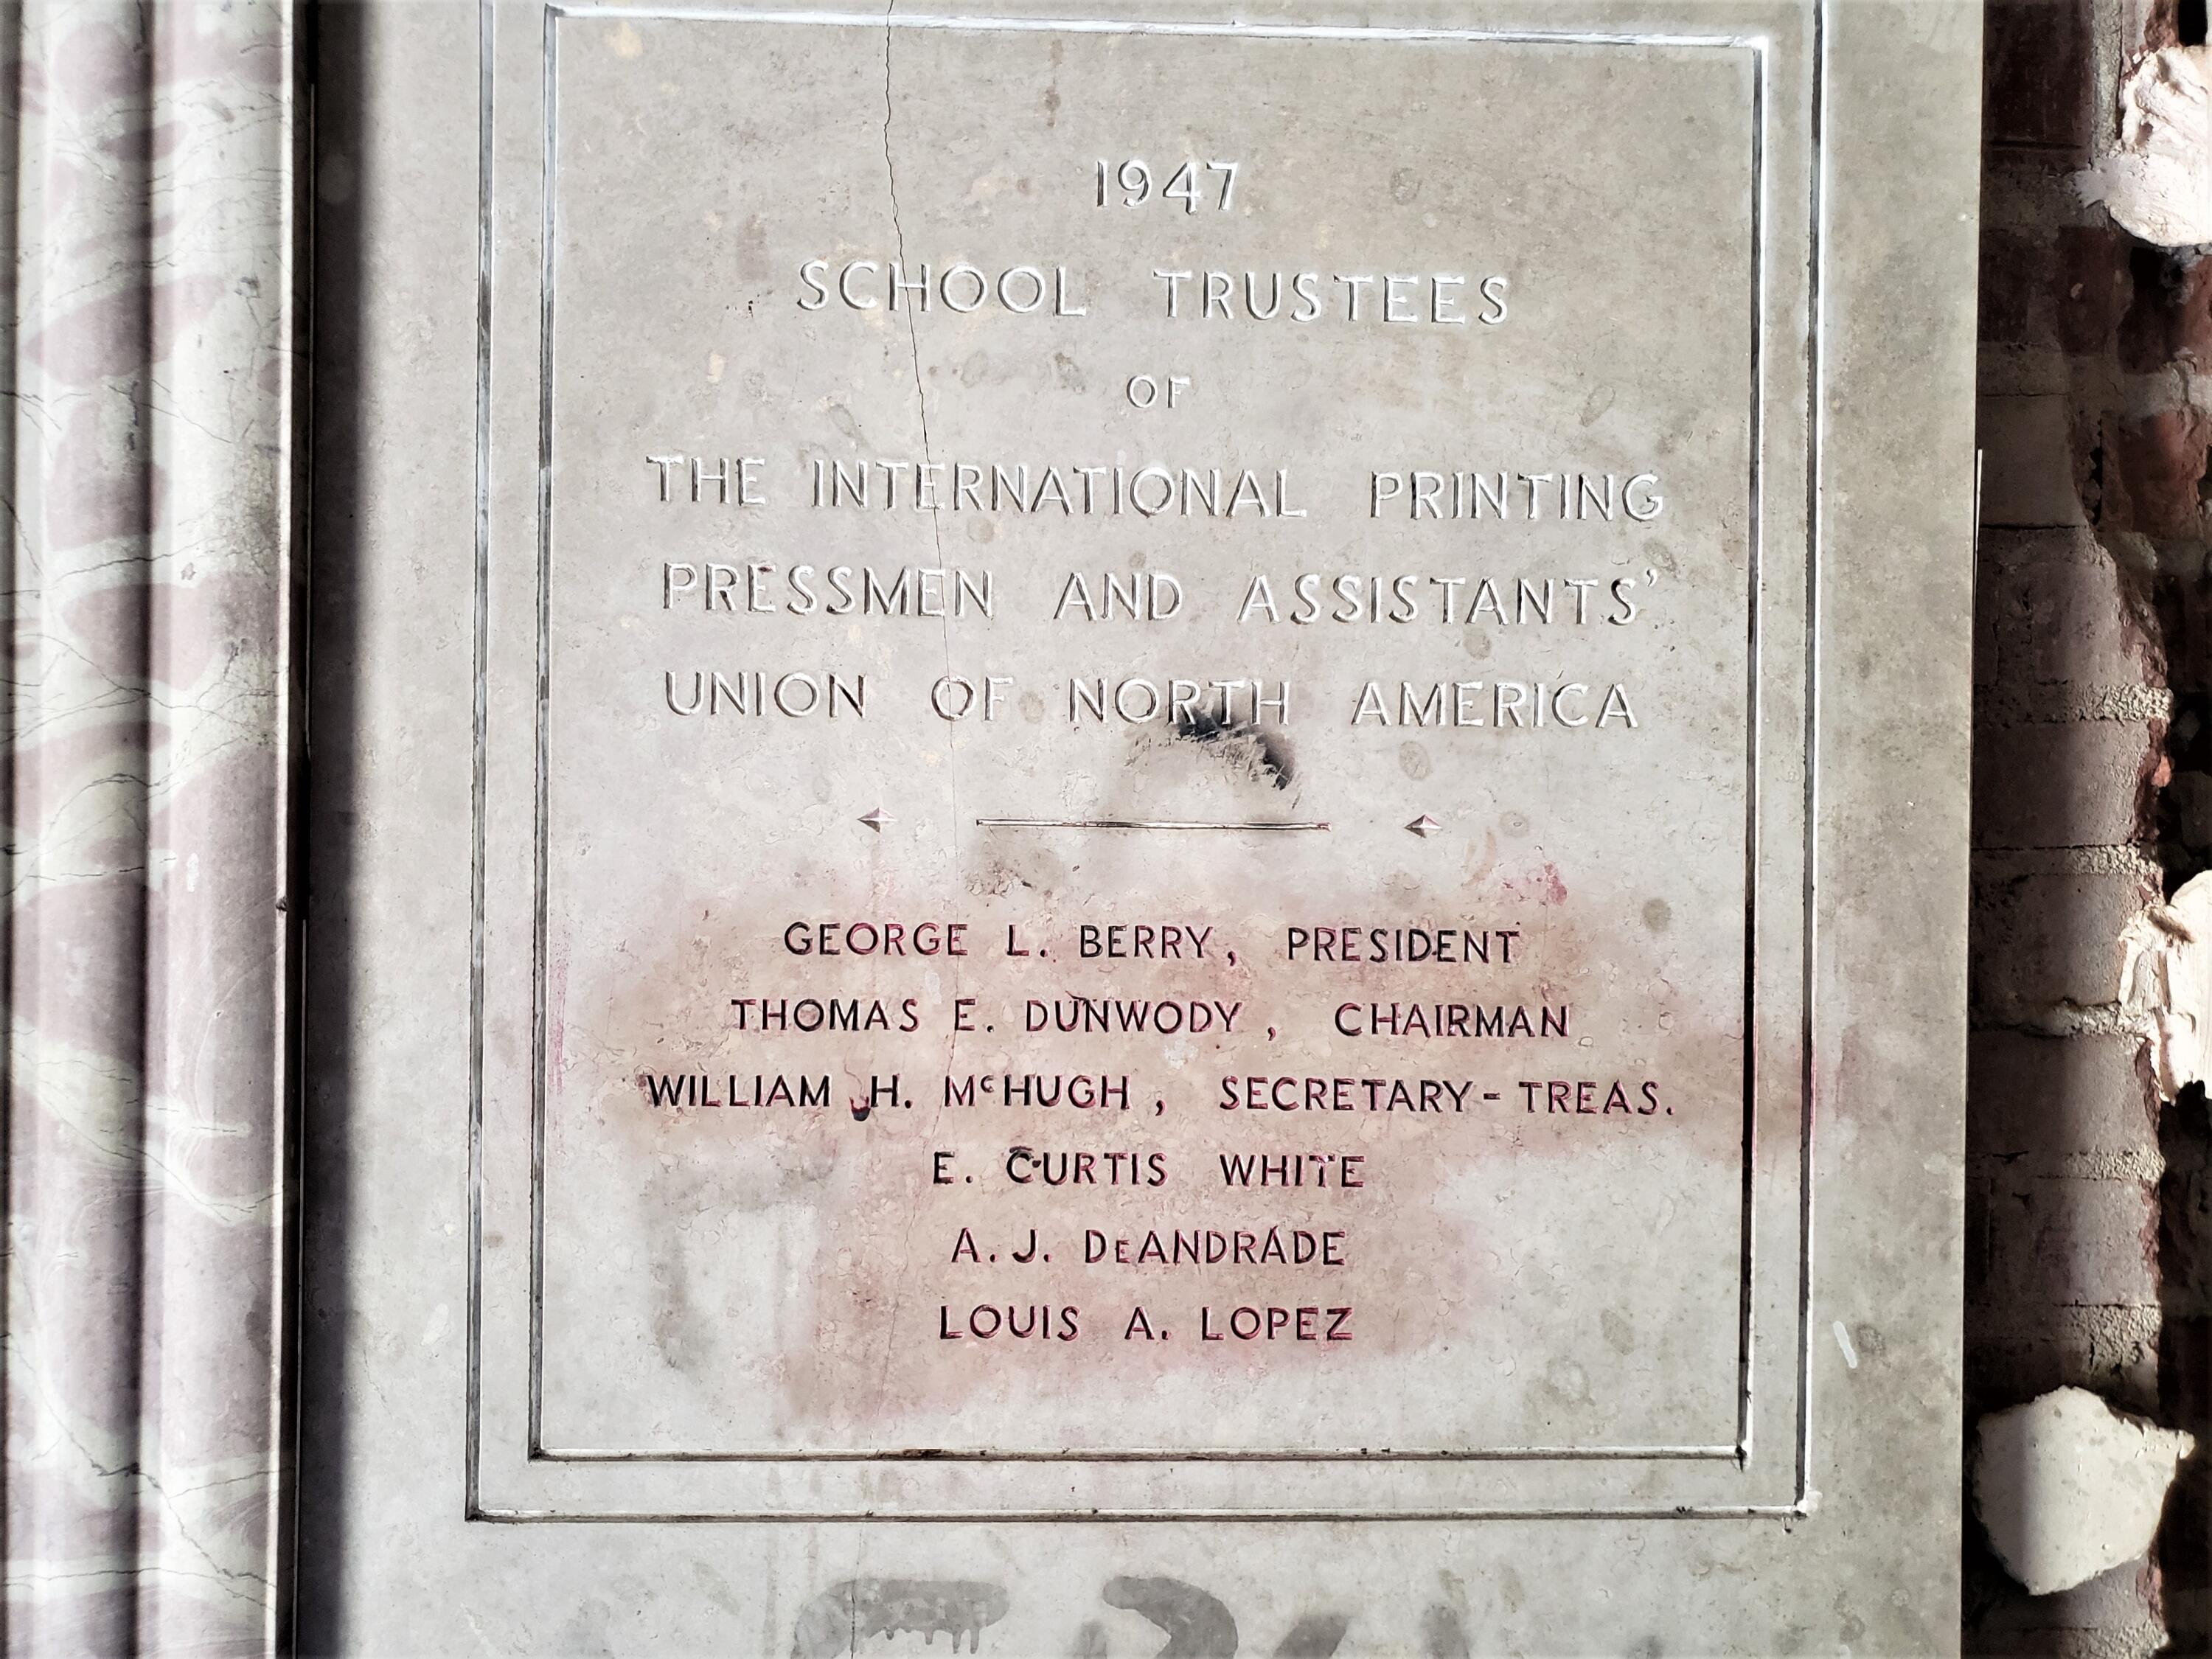 1947
SCHOOL TRUSTEES
OF
THE INTERNATIONAL PRINTING
PRESSMEN AND ASSISTANTS'
UNION OF NORTH AMERICA
GEORGE L. BERRY, PRESIDENT
THOMAS E. DUNWODY, CHAIRMAN
WILLIAM H. McHUGH, SECRETARY-TREAS.
E. CURTIS WHITE
A. J. DeANDRADE
LOUIS A. LOPEZ